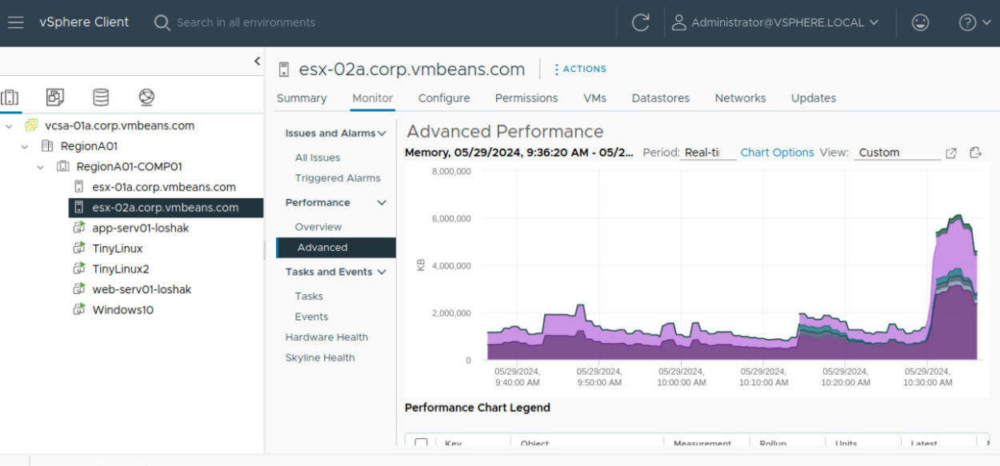 vSphere Client
Search in all environments
Administrator@VSPHERE.LOCAL
vcsa-01a.corp.vmbeans.com
RegionA01
RegionA01-COMP01
esx-01a.corp.vmbeans.com
esx-02a.corp.vmbeans.com
app-serv01-loshak
TinyLinux
TinyLinux2
web-serv01-loshak
Windows10
esx-02a.corp.vmbeans.com
ACTIONS
Summary Monitor Configure Permissions VMs Datastores Networks Updates
Issues and Alarms
All Issues
Triggered Alarms
Performance
Overview
Advanced
Tasks and Events
Tasks
Events
Hardware Health
Skyline Health
Advanced Performance
Memory, 05/29/2024, 9:36:20 AM - 05/2... Period: Real-ti Chart Options View: Custom
8,000,000
6,000,000
4,000,000
2,000,000
0
KB
05/29/2024, 9:40:00 AM
05/29/2024, 9:50:00 AM
05/29/2024, 10:00:00 AM
05/29/2024, 10:10:00 AM
05/29/2024, 10:20:00 AM
05/29/2024, 10:30:00 AM
Performance Chart Legend
Key Object Measurement Rollup Units Latest